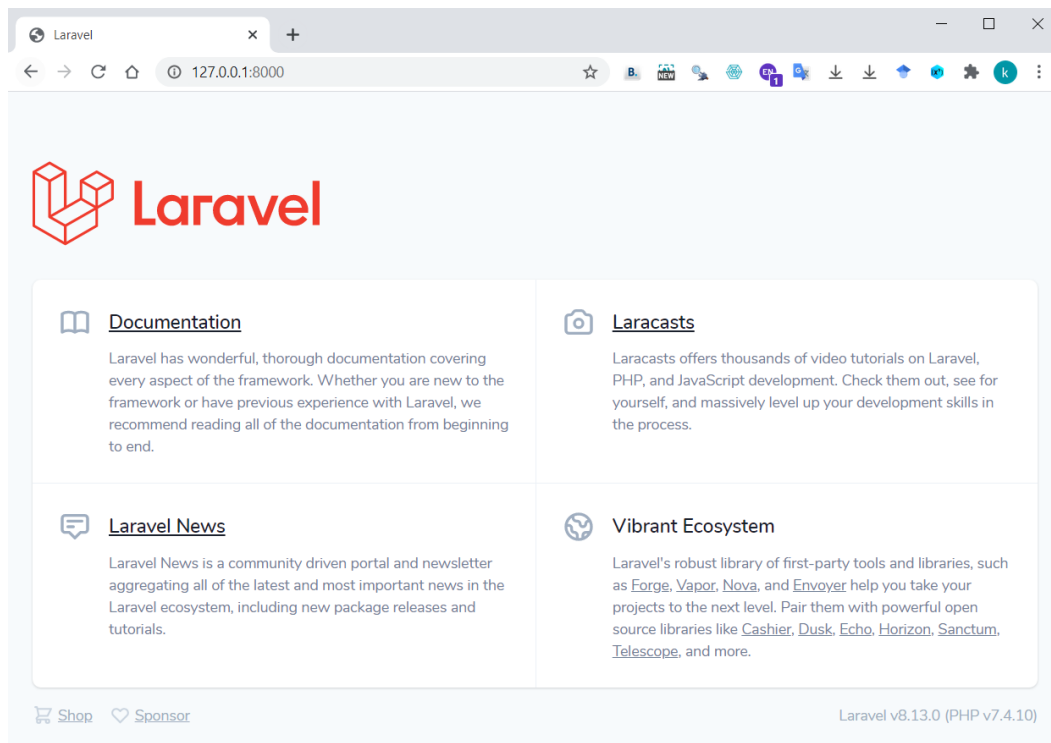 Laravel
127.0.0.1:8000
B.
NEW
EN
1
G
k
Laravel
Documentation
Laravel has wonderful, thorough documentation covering
every aspect of the framework. Whether you are new to the
framework or have previous experience with Laravel, we
recommend reading all of the documentation from beginning
to end.
Laracasts
Laracasts offers thousands of video tutorials on Laravel,
PHP, and JavaScript development. Check them out, see for
yourself, and massively level up your development skills in
the process.
Laravel News
Laravel News is a community driven portal and newsletter
aggregating all of the latest and most important news in the
Laravel ecosystem, including new package releases and
tutorials.
Vibrant Ecosystem
Laravel's robust library of first-party tools and libraries, such
as Forge, Vapor, Nova, and Envoyer help you take your
projects to the next level. Pair them with powerful open
source libraries like Cashier, Dusk, Echo, Horizon, Sanctum,
Telescope, and more.
Shop
Sponsor
Laravel v8.13.0 (PHP v7.4.10)